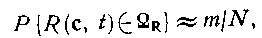 P {R(c, t)∈Ω_R} ≈ m/N,